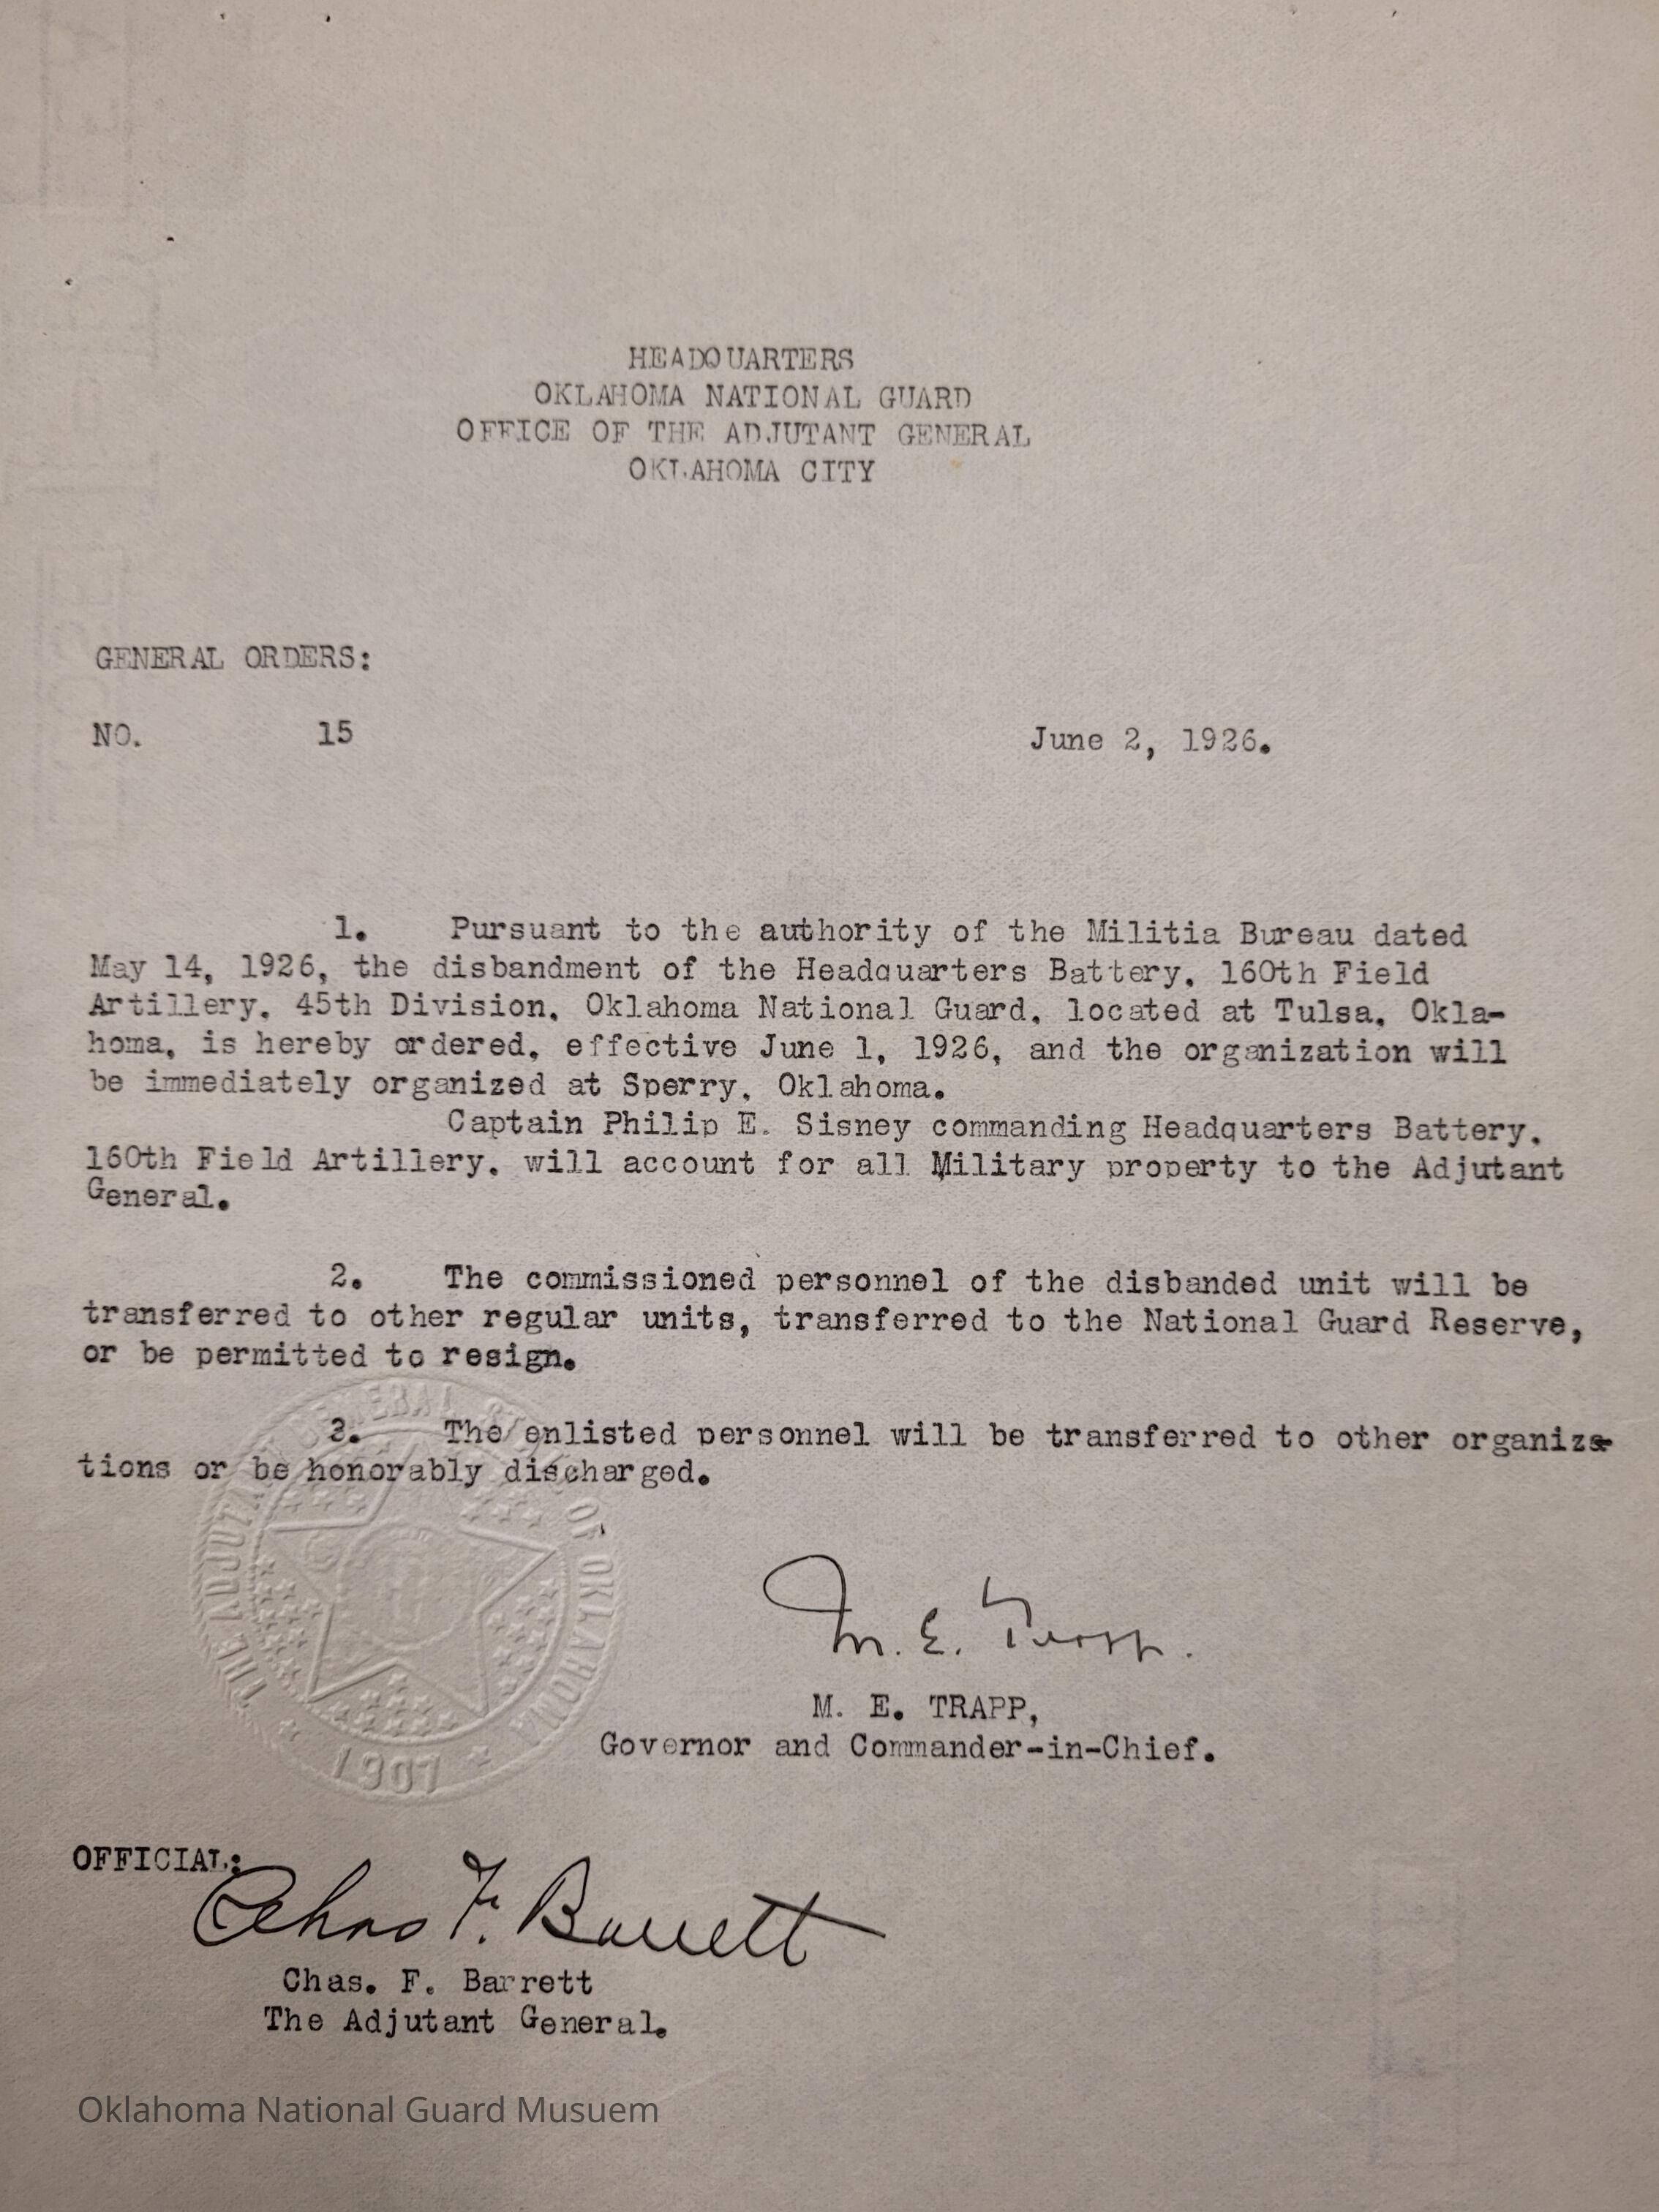 HEADQUARTERS
OKLAHOMA NATIONAL GUARD
OFFICE OF THE ADJUTANT GENERAL
OKLAHOMA CITY
GENERAL ORDERS:
NO. 15 June 2, 1926.
1. Pursuant to the authority of the Militia Bureau dated
May 14, 1926, the disbandment of the Headquarters Battery, 160th Field
Artillery, 45th Division, Oklahoma National Guard, located at Tulsa, Okla-
homa, is hereby ordered, effective June 1, 1926, and the organization will
be immediately organized at Sperry, Oklahoma.
Captain Philip E. Sisney commanding Headquarters Battery,
160th Field Artillery, will account for all Military property to the Adjutant
General.
2. The commissioned personnel of the disbanded unit will be
transferred to other regular units, transferred to the National Guard Reserve,
or be permitted to resign.
3. The enlisted personnel will be transferred to other organiza-
tions or be honorably discharged.
THE ADJUTANT GENERAL OF OKLAHOMA
1907
M. E. Trapp.
M. E. TRAPP,
Governor and Commander-in-Chief.
OFFICIAL:
Chas F. Barrett
Chas. F. Barrett
The Adjutant General.
Oklahoma National Guard Musuem